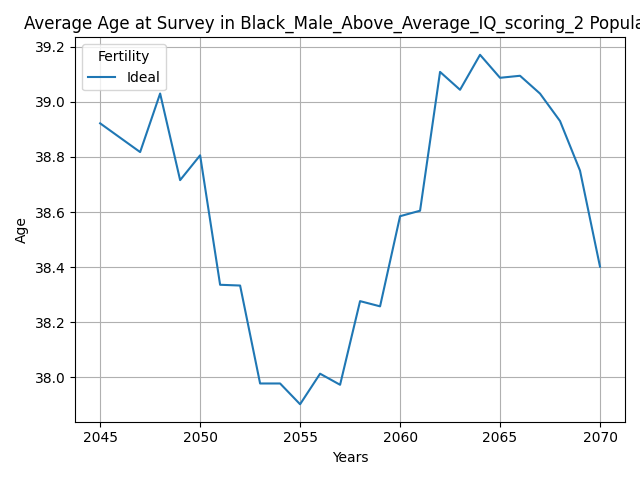 Average Age at Survey in Black_Male_Above_Average_IQ_scoring_2 Popula
39.2
39.0
38.8
38.6
38.4
38.2
38.0
Age
Fertility
Ideal
2045 2050 2055 2060 2065 2070
Years